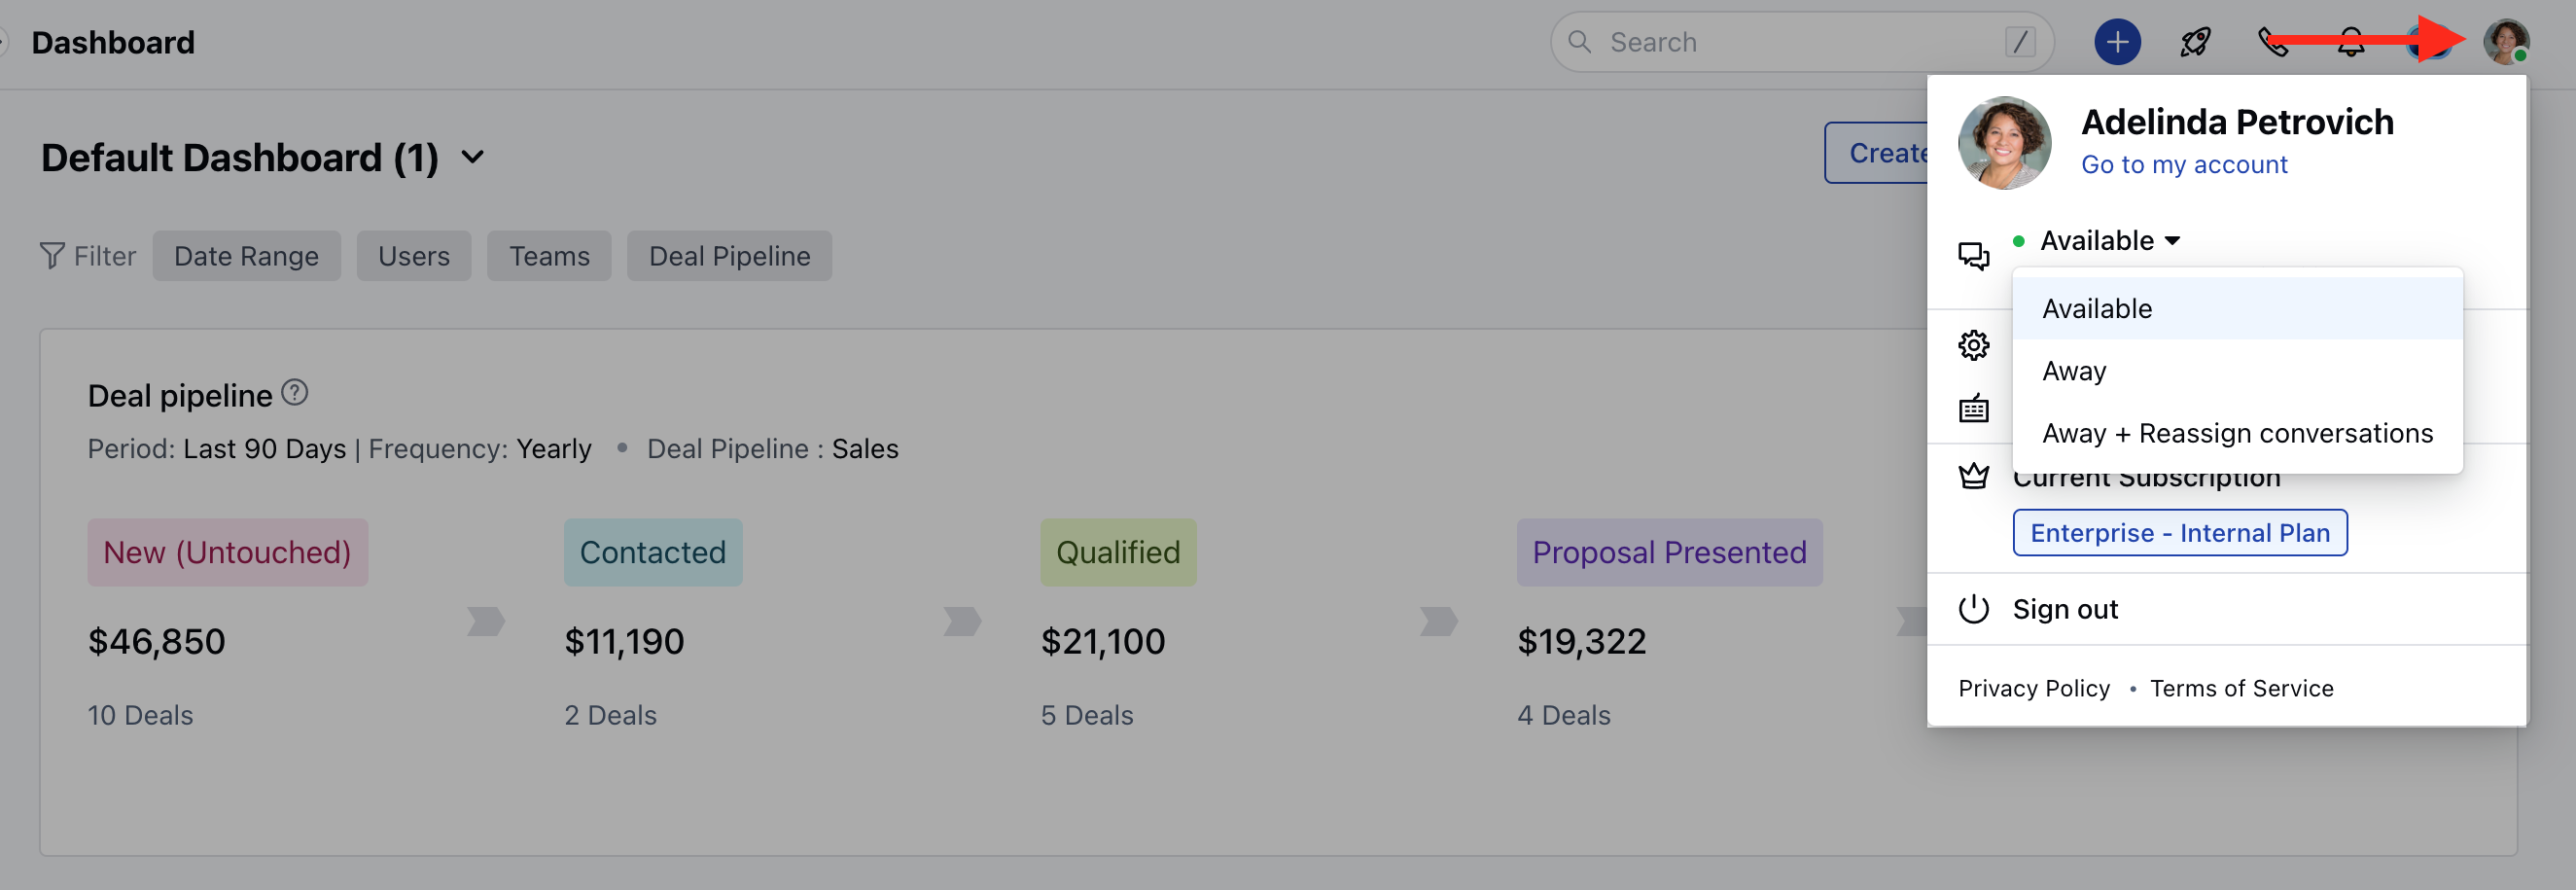 Dashboard
Search /
Default Dashboard (1)
Create
Filter Date Range Users Teams Deal Pipeline
Deal pipeline ?
Period: Last 90 Days | Frequency: Yearly • Deal Pipeline : Sales
New (Untouched) Contacted Qualified Proposal Presented
$46,850 $11,190 $21,100 $19,322
10 Deals 2 Deals 5 Deals 4 Deals
Adelinda Petrovich
Go to my account
Available
Available
Away
Away + Reassign conversations
Current Subscription
Enterprise - Internal Plan
Sign out
Privacy Policy • Terms of Service